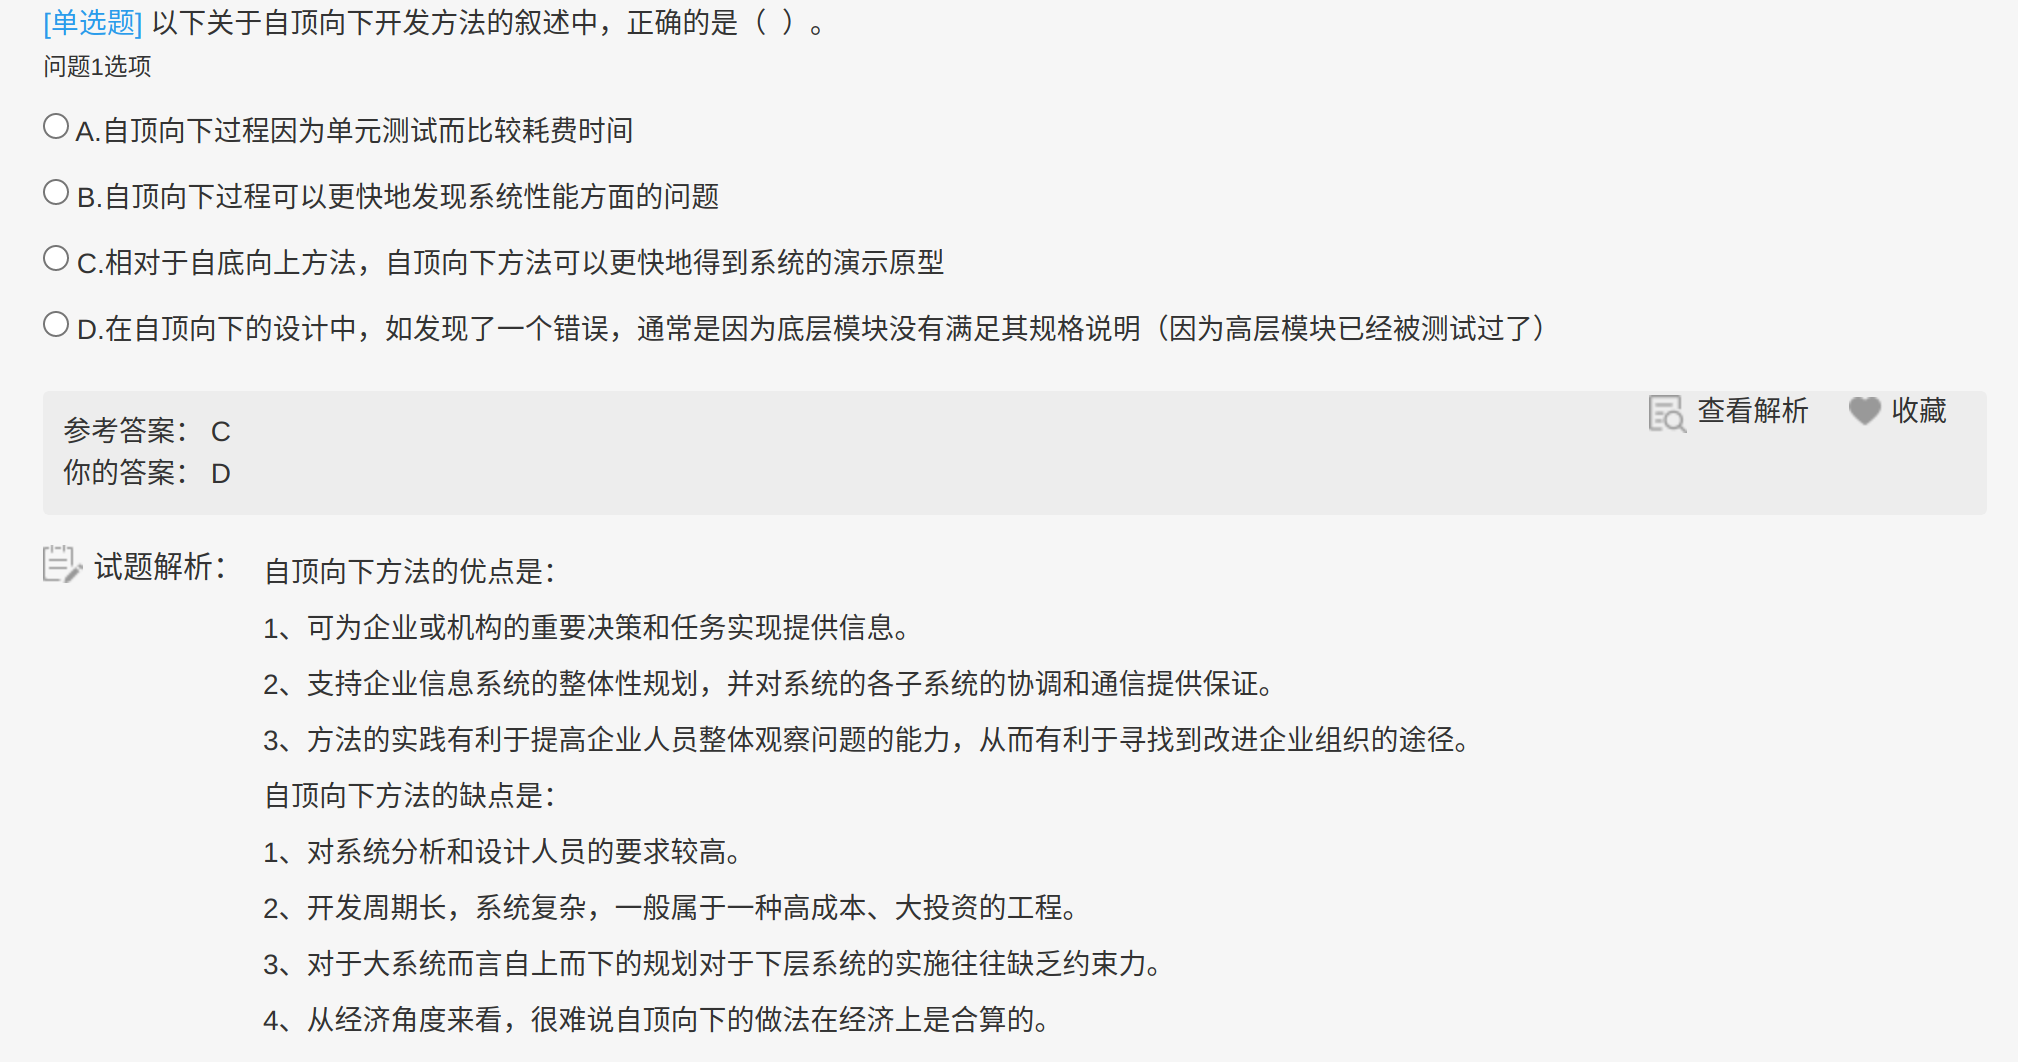 [单选题] 以下关于自顶向下开发方法的叙述中，正确的是（ ）。
问题1选项
A.自顶向下过程因为单元测试而比较耗费时间
B.自顶向下过程可以更快地发现系统性能方面的问题
C.相对于自底向上方法，自顶向下方法可以更快地得到系统的演示原型
D.在自顶向下的设计中，如发现了一个错误，通常是因为底层模块没有满足其规格说明（因为高层模块已经被测试过了）
参考答案： C 查看解析 收藏
你的答案： D
试题解析： 自顶向下方法的优点是：
1、可为企业或机构的重要决策和任务实现提供信息。
2、支持企业信息系统的整体性规划，并对系统的各子系统的协调和通信提供保证。
3、方法的实践有利于提高企业人员整体观察问题的能力，从而有利于寻找到改进企业组织的途径。
自顶向下方法的缺点是：
1、对系统分析和设计人员的要求较高。
2、开发周期长，系统复杂，一般属于一种高成本、大投资的工程。
3、对于大系统而言自上而下的规划对于下层系统的实施往往缺乏约束力。
4、从经济角度来看，很难说自顶向下的做法在经济上是合算的。